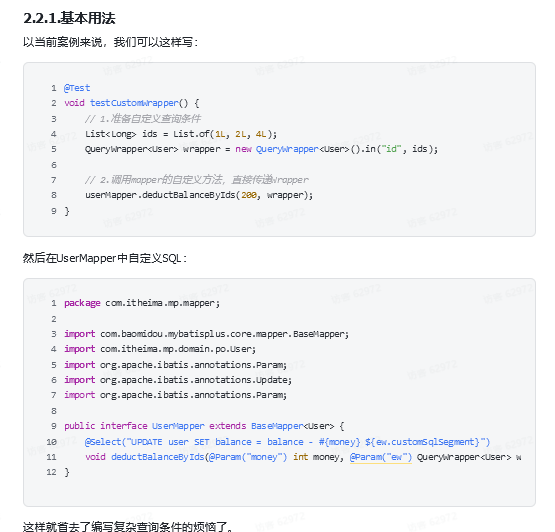 2.2.1.基本用法
以当前案例来说，我们可以这样写：
1 @Test
2 void testCustomWrapper() {
3 // 1.准备自定义查询条件
4 List<Long> ids = List.of(1L, 2L, 4L);
5 QueryWrapper<User> wrapper = new QueryWrapper<User>().in("id", ids);
6
7 // 2.调用mapper的自定义方法，直接传递Wrapper
8 userMapper.deductBalanceByIds(200, wrapper);
9 }
然后在UserMapper中自定义SQL：
1 package com.itheima.mp.mapper;
2
3 import com.baomidou.mybatisplus.core.mapper.BaseMapper;
4 import com.itheima.mp.domain.po.User;
5 import org.apache.ibatis.annotations.Param;
6 import org.apache.ibatis.annotations.Update;
7 import org.apache.ibatis.annotations.Param;
8
9 public interface UserMapper extends BaseMapper<User> {
10 @Select("UPDATE user SET balance = balance - #{money} ${ew.customSqlSegment}")
11 void deductBalanceByIds(@Param("money") int money, @Param("ew") QueryWrapper<User> w
12 }
这样就省去了编写复杂查询条件的烦恼了。